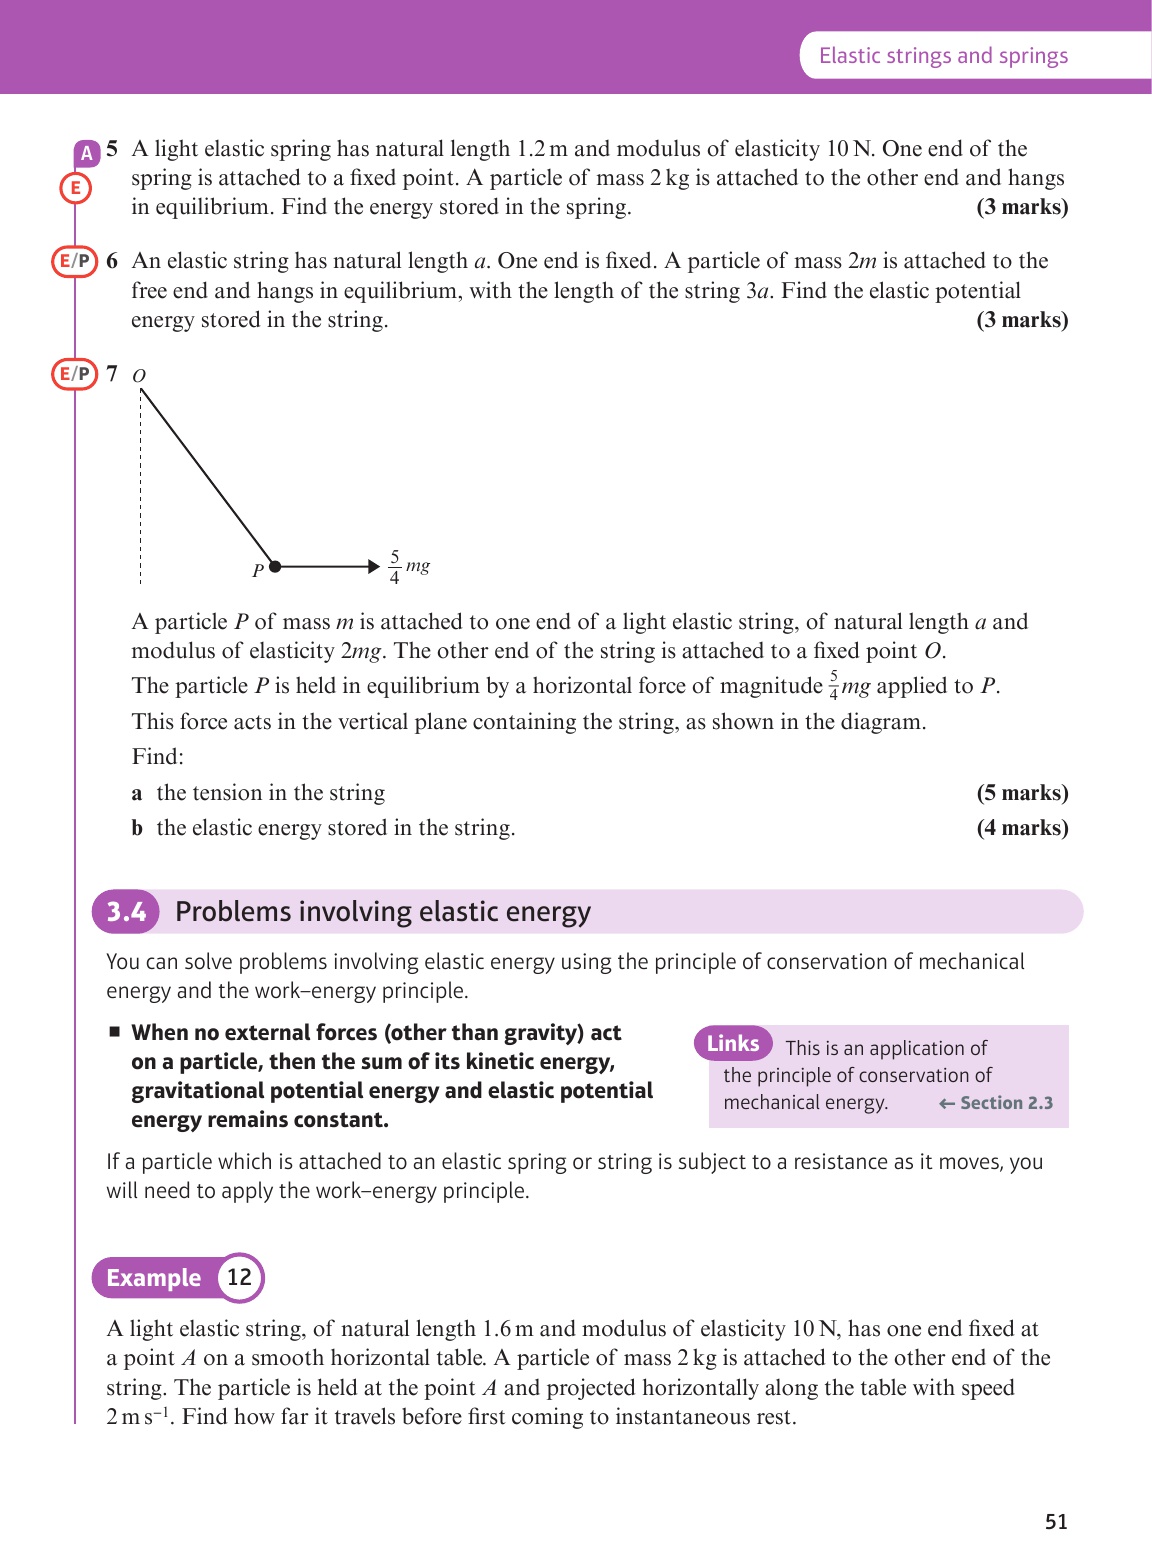 Elastic strings and springs
A
5 A light elastic spring has natural length 1.2 m and modulus of elasticity 10 N. One end of the
E
spring is attached to a fixed point. A particle of mass 2 kg is attached to the other end and hangs
in equilibrium. Find the energy stored in the spring. (3 marks)
E/P 6 An elastic string has natural length a. One end is fixed. A particle of mass 2m is attached to the
free end and hangs in equilibrium, with the length of the string 3a. Find the elastic potential
energy stored in the string. (3 marks)
E/P 7 O
P 5/4 mg
A particle P of mass m is attached to one end of a light elastic string, of natural length a and
modulus of elasticity 2mg. The other end of the string is attached to a fixed point O.
The particle P is held in equilibrium by a horizontal force of magnitude 5/4 mg applied to P.
This force acts in the vertical plane containing the string, as shown in the diagram.
Find:
a the tension in the string (5 marks)
b the elastic energy stored in the string. (4 marks)
3.4 Problems involving elastic energy
You can solve problems involving elastic energy using the principle of conservation of mechanical
energy and the work–energy principle.
■ When no external forces (other than gravity) act
on a particle, then the sum of its kinetic energy,
gravitational potential energy and elastic potential
energy remains constant.
Links This is an application of
the principle of conservation of
mechanical energy. ← Section 2.3
If a particle which is attached to an elastic spring or string is subject to a resistance as it moves, you
will need to apply the work–energy principle.
Example 12
A light elastic string, of natural length 1.6 m and modulus of elasticity 10 N, has one end fixed at
a point A on a smooth horizontal table. A particle of mass 2 kg is attached to the other end of the
string. The particle is held at the point A and projected horizontally along the table with speed
2 m s⁻¹. Find how far it travels before first coming to instantaneous rest.
51